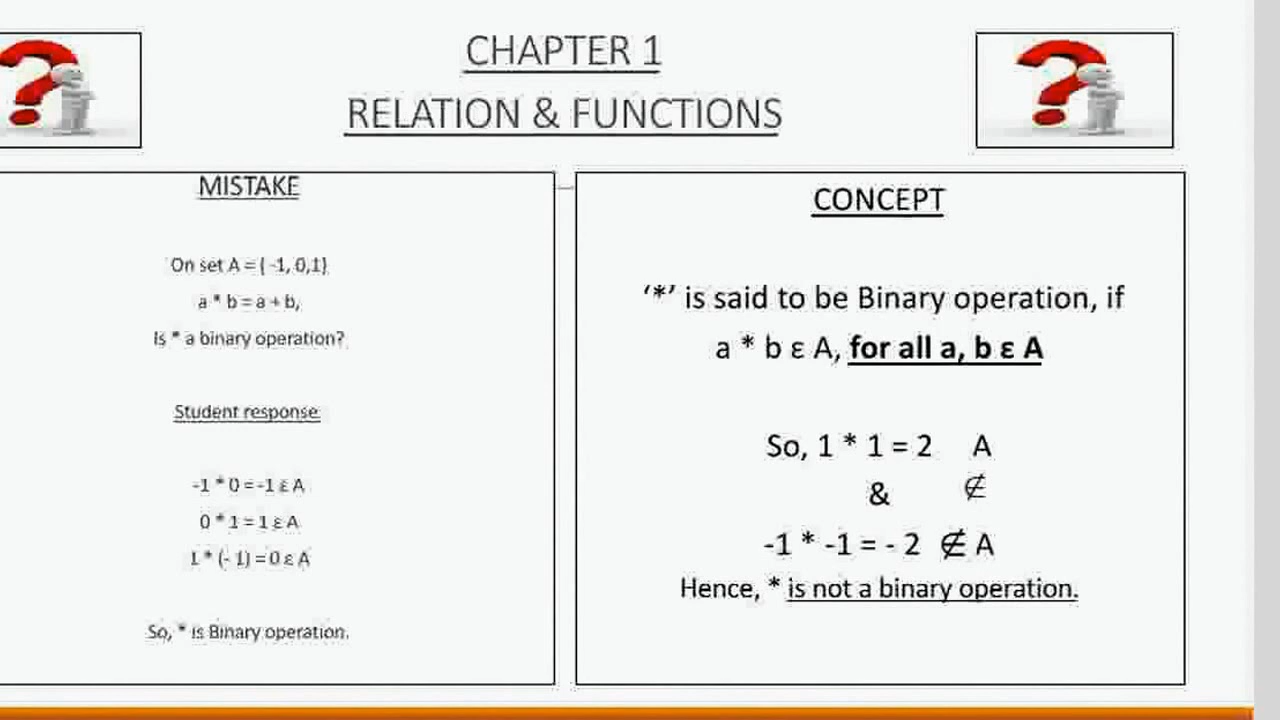 CHAPTER 1
RELATION & FUNCTIONS
MISTAKE
On set A = { -1, 0,1}
a * b = a + b,
Is * a binary operation?
Student response
-1 * 0 = -1 ε A
0 * 1 = 1 ε A
1 * (- 1) = 0 ε A
So, * is Binary operation.
CONCEPT
‘*’ is said to be Binary operation, if
a * b ε A, for all a, b ε A
So, 1 * 1 = 2 A
& ∉
-1 * -1 = - 2 ∉ A
Hence, * is not a binary operation.